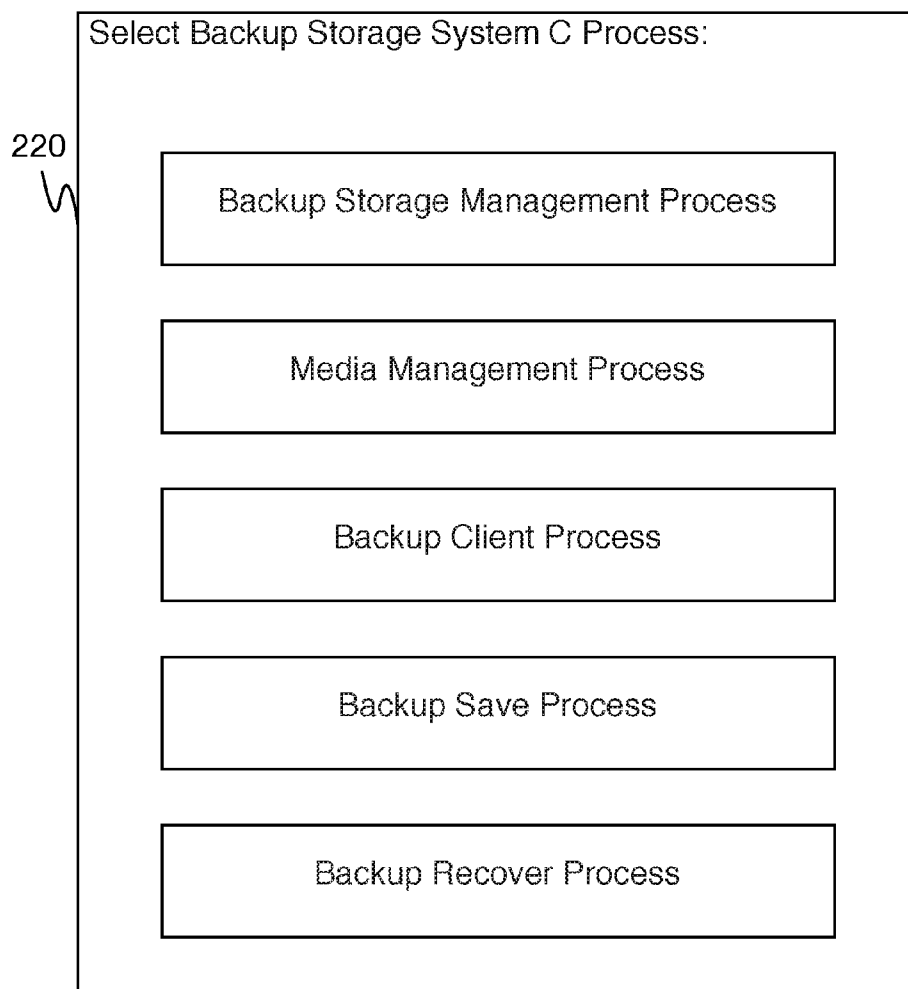 Select Backup Storage System C Process:
220
Backup Storage Management Process
Media Management Process
Backup Client Process
Backup Save Process
Backup Recover Process